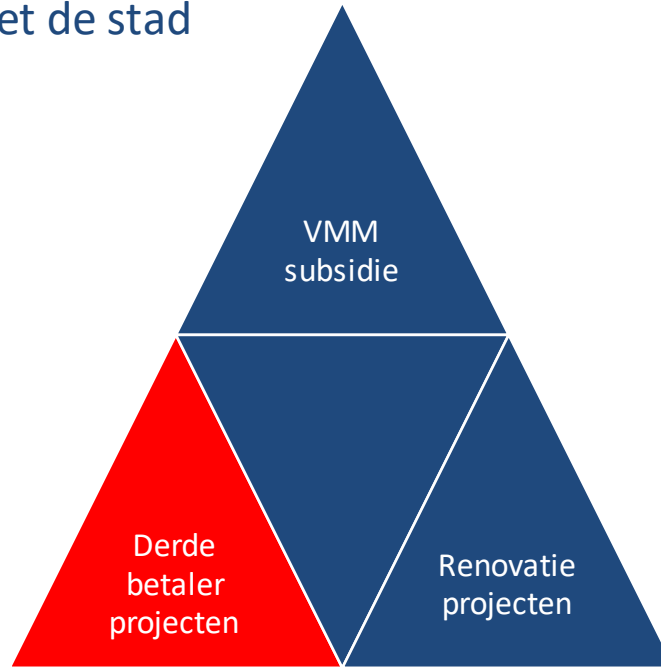 et de stad
VMM
subsidie
Derde
betaler
projecten
Renovatie
projecten